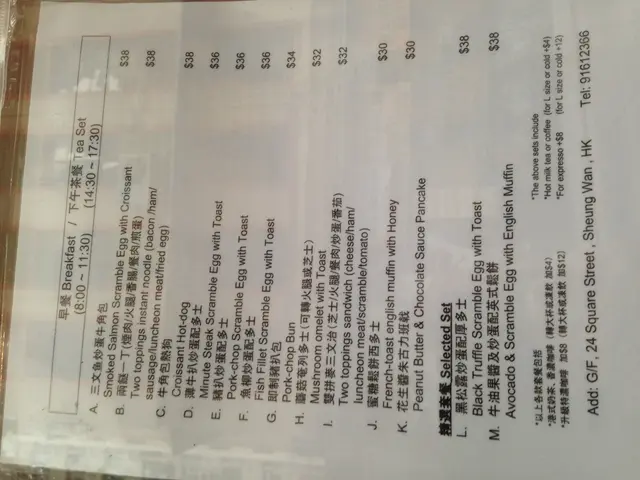 早餐 Breakfast / 下午茶餐 Tea Set
(8:00 ~ 11:30) (14:30 ~ 17:30)
A. 三文魚炒蛋牛角包 $38
Smoked Salmon Scramble Egg with Croissant
B. 兩餸一丁 (煙肉/火腿/香腸/餐肉/煎蛋) $38
Two toppings instant noodle (bacon /ham/
sausage/luncheon meat/fried egg)
C. 牛角包熱狗 $38
Croissant Hot-dog
D. 薄牛扒炒蛋配多士 $38
Minute Steak Scramble Egg with Toast
E. 豬扒炒蛋配多士 $36
Pork-chop Scramble Egg with Toast
F. 魚柳炒蛋配多士 $36
Fish Fillet Scramble Egg with Toast
G. 即制豬扒包 $34
Pork-chop Bun
H. 蘑菇奄列多士 (可轉火腿或芝士) $32
Mushroom omelet with Toast
I. 雙拼麥三文治 (芝士/火腿/餐肉/炒蛋/番茄) $32
Two toppings sandwich (cheese/ham/
luncheon meat/scramble/tomato)
J. 蜜糖鬆餅西多士 $30
French-toast english muffin with Honey
K. 花生醬朱古力班戟 $30
Peanut Butter & Chocolate Sauce Pancake
精選套餐 Selected Set
L. 黑松露炒蛋配厚多士 $38
Black Truffle Scramble Egg with Toast
M. 牛油果醬及炒蛋配英式鬆餅 $38
Avocado & Scramble Egg with English Muffin
*以上各款套餐包括 *The above sets include
*港式奶茶、香濃咖啡 (轉大杯或凍飲 加$4) *Hot milk tea or coffee (for L size or cold +$4)
*升級特濃咖啡 加$8 (轉大杯或凍飲 加$12) *For expresso +$8 (for L size or cold +12)
Add: G/F, 24 Square Street , Sheung Wan , HK Tel: 91612366